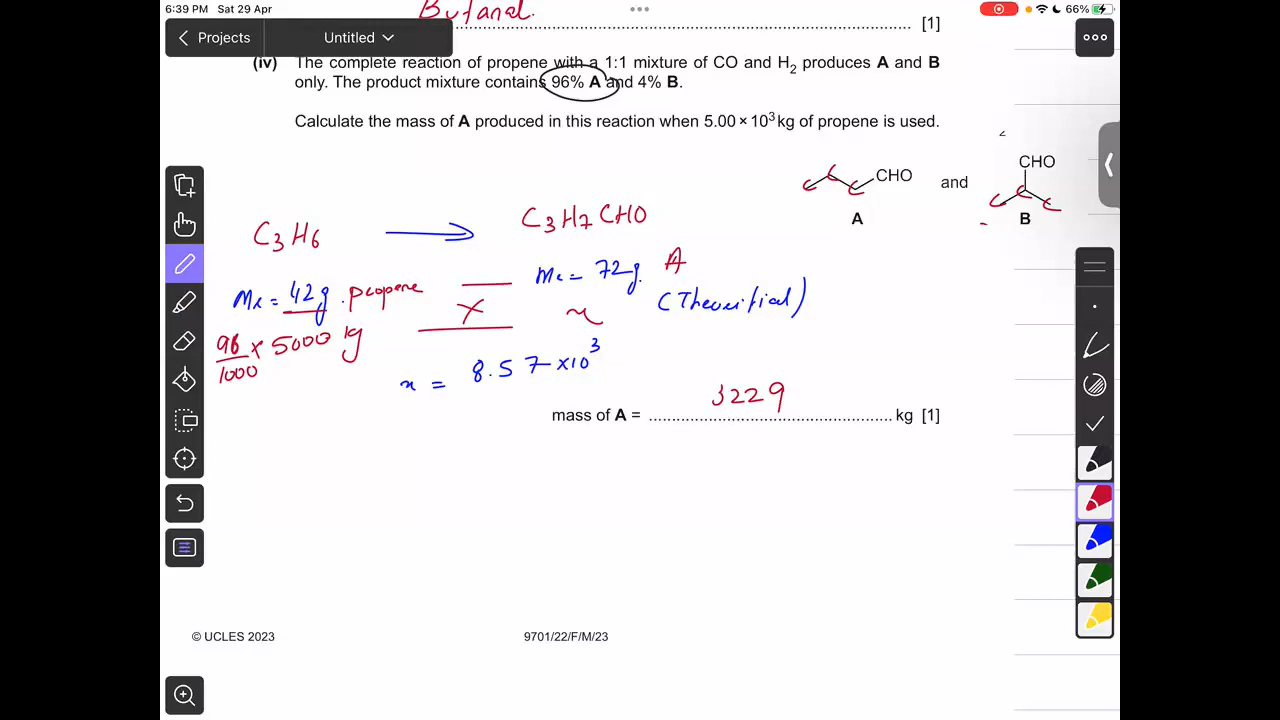 6:39 PM Sat 29 Apr
66%
Projects
Untitled
Butanal.
[1]
(iv) The complete reaction of propene with a 1:1 mixture of CO and H2 produces A and B
only. The product mixture contains 96% A and 4% B.
Calculate the mass of A produced in this reaction when 5.00 × 10³ kg of propene is used.
CHO
and
CHO
A
B
C3H6 → C3H7CHO
Mr = 42g . propene
Mr = 72g. A
96/1000 × 5000 kg
x
x = 8.57 × 10³
3229
mass of A = ........ kg [1]
© UCLES 2023
9701/22/F/M/23